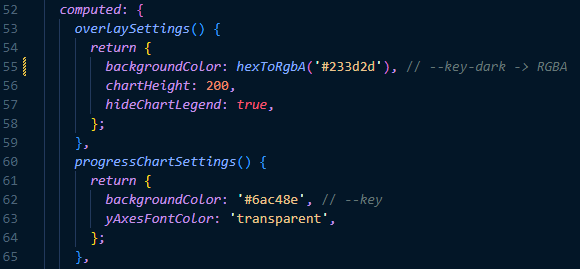 52 computed: {
53 overlaySettings() {
54 return {
55 backgroundColor: hexToRgbA('#233d2d'), // --key-dark -> RGBA
56 chartHeight: 200,
57 hideChartLegend: true,
58 };
59 },
60 progressChartSettings() {
61 return {
62 backgroundColor: '#6ac48e', // --key
63 yAxesFontColor: 'transparent',
64 };
65 },